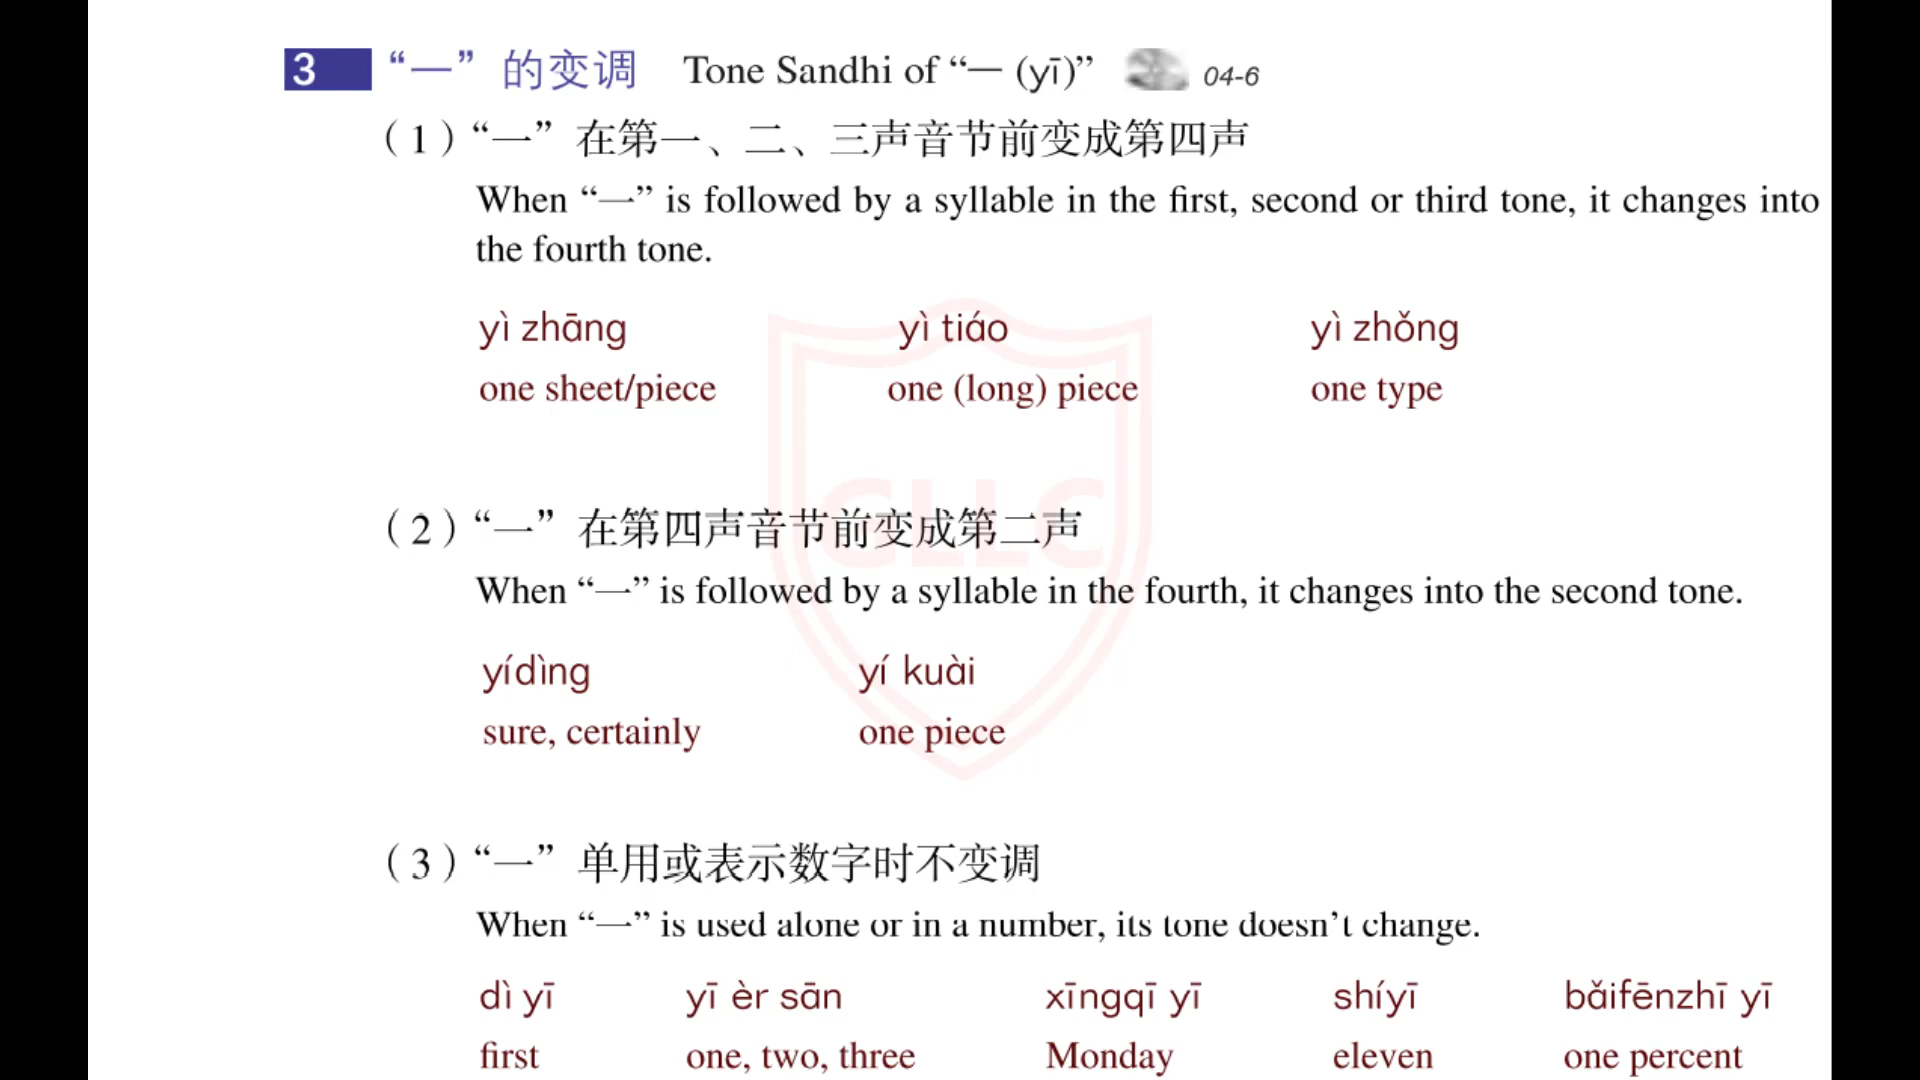 3 “一”的变调 Tone Sandhi of “一 (yī)” 04-6
（1）“一”在第一、二、三声音节前变成第四声
When “一” is followed by a syllable in the first, second or third tone, it changes into
the fourth tone.
yì zhāng yì tiáo yì zhǒng
one sheet/piece one (long) piece one type
CLLC
（2）“一”在第四声音节前变成第二声
When “一” is followed by a syllable in the fourth, it changes into the second tone.
yídìng yí kuài
sure, certainly one piece
（3）“一”单用或表示数字时不变调
When “一” is used alone or in a number, its tone doesn’t change.
dì yī yī èr sān xīngqī yī shíyī bǎifēnzhī yī
first one, two, three Monday eleven one percent